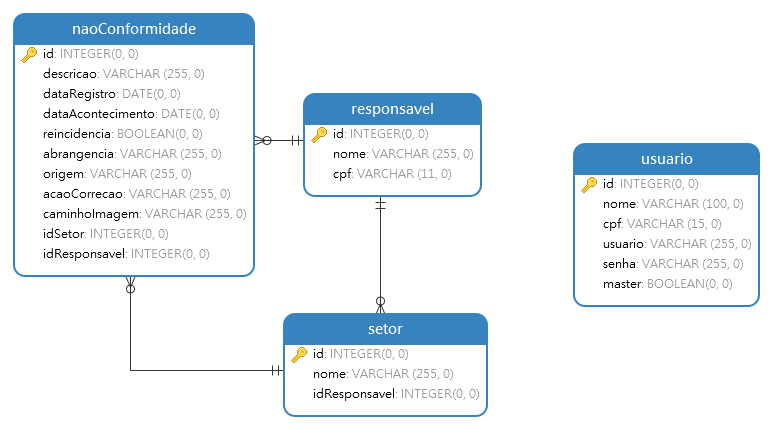 naoConformidade
id: INTEGER(0, 0)
descricao: VARCHAR (255, 0)
dataRegistro: DATE(0, 0)
dataAcontecimento: DATE(0, 0)
reincidencia: BOOLEAN(0, 0)
abrangencia: VARCHAR (255, 0)
origem: VARCHAR (255, 0)
acaoCorrecao: VARCHAR (255, 0)
caminhoImagem: VARCHAR (255, 0)
idSetor: INTEGER(0, 0)
idResponsavel: INTEGER(0, 0)
responsavel
id: INTEGER(0, 0)
nome: VARCHAR (255, 0)
cpf: VARCHAR (11, 0)
usuario
id: INTEGER(0, 0)
nome: VARCHAR (100, 0)
cpf: VARCHAR (15, 0)
usuario: VARCHAR (255, 0)
senha: VARCHAR (255, 0)
master: BOOLEAN(0, 0)
setor
id: INTEGER(0, 0)
nome: VARCHAR (255, 0)
idResponsavel: INTEGER(0, 0)